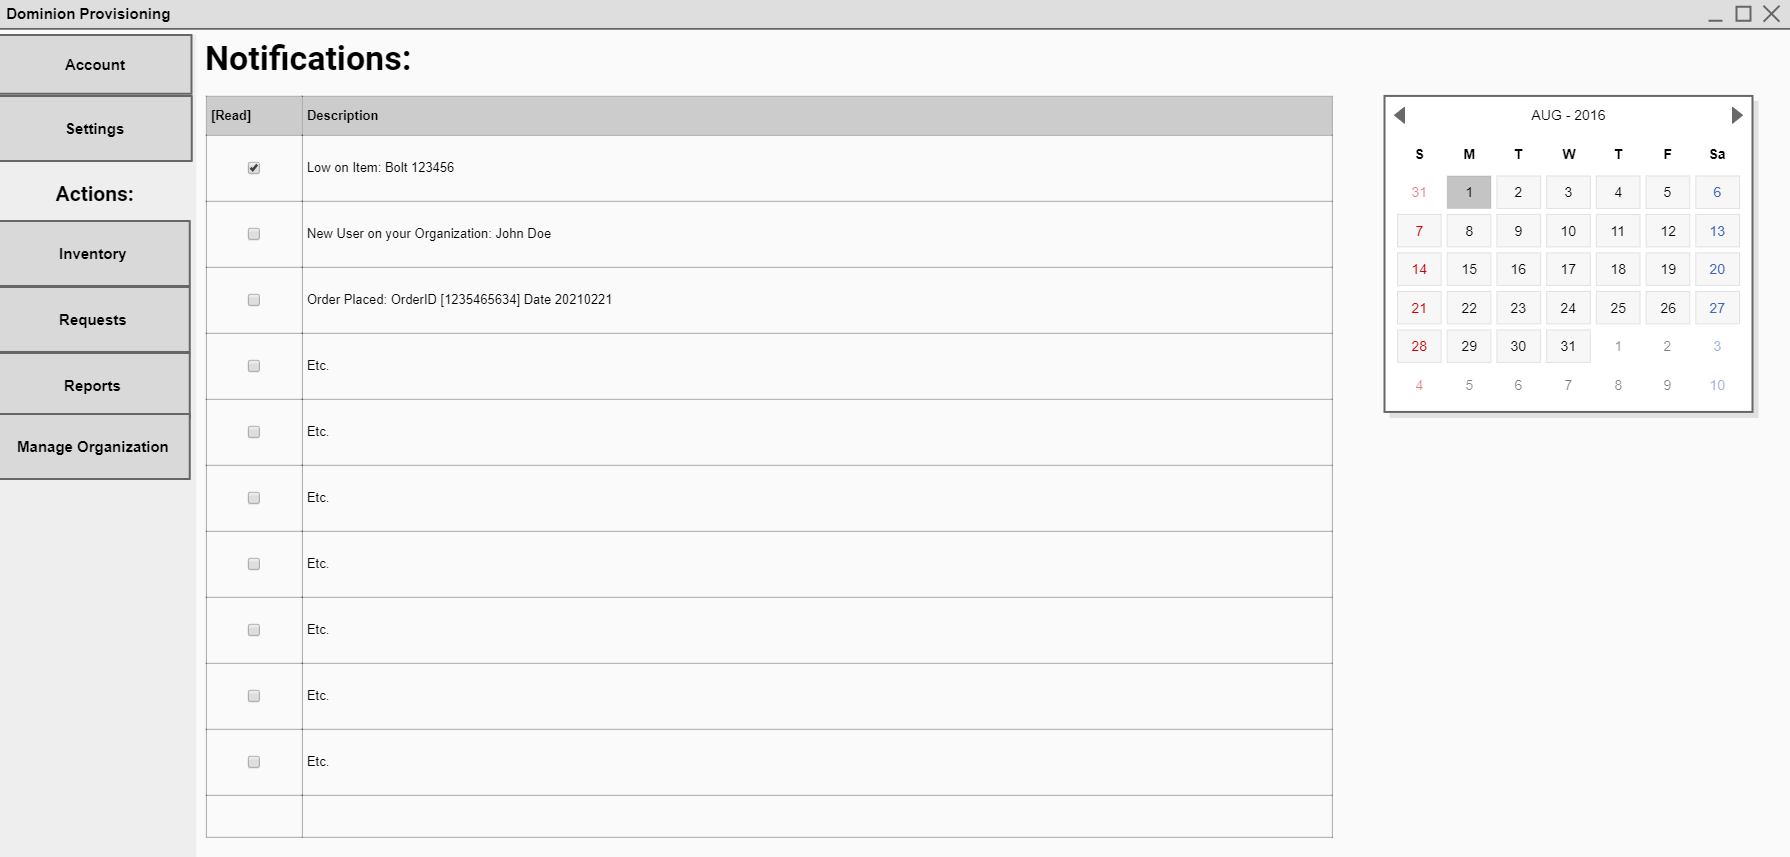 Dominion Provisioning
Account
Settings
Actions:
Inventory
Requests
Reports
Manage Organization
Notifications:
[Read] Description
Low on Item: Bolt 123456
New User on your Organization: John Doe
Order Placed: OrderID [1235465634] Date 20210221
Etc.
Etc.
Etc.
Etc.
Etc.
Etc.
Etc.
AUG - 2016
S M T W T F Sa
31 1 2 3 4 5 6
7 8 9 10 11 12 13
14 15 16 17 18 19 20
21 22 23 24 25 26 27
28 29 30 31 1 2 3
4 5 6 7 8 9 10